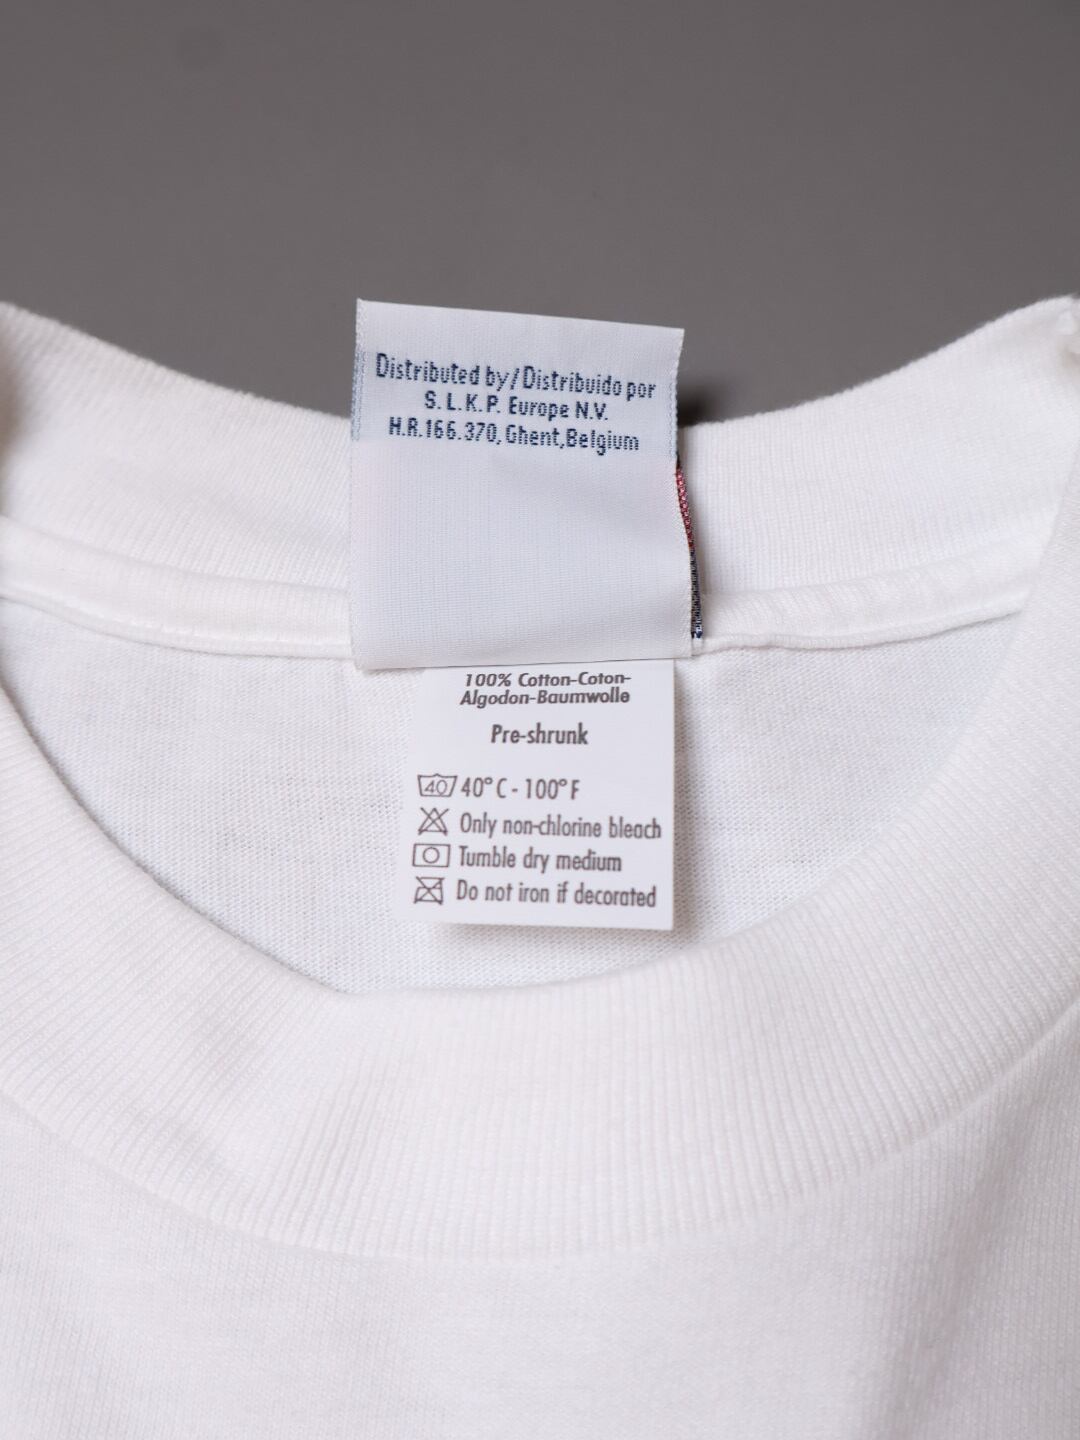 Distributed by/Distribuido por
S.L.K.P. Europe N.V.
H.R.166.370, Ghent,Belgium
100% Cotton-Coton-
Algodon-Baumwolle
Pre-shrunk
40 40°C - 100°F
Only non-chlorine bleach
Tumble dry medium
Do not iron if decorated